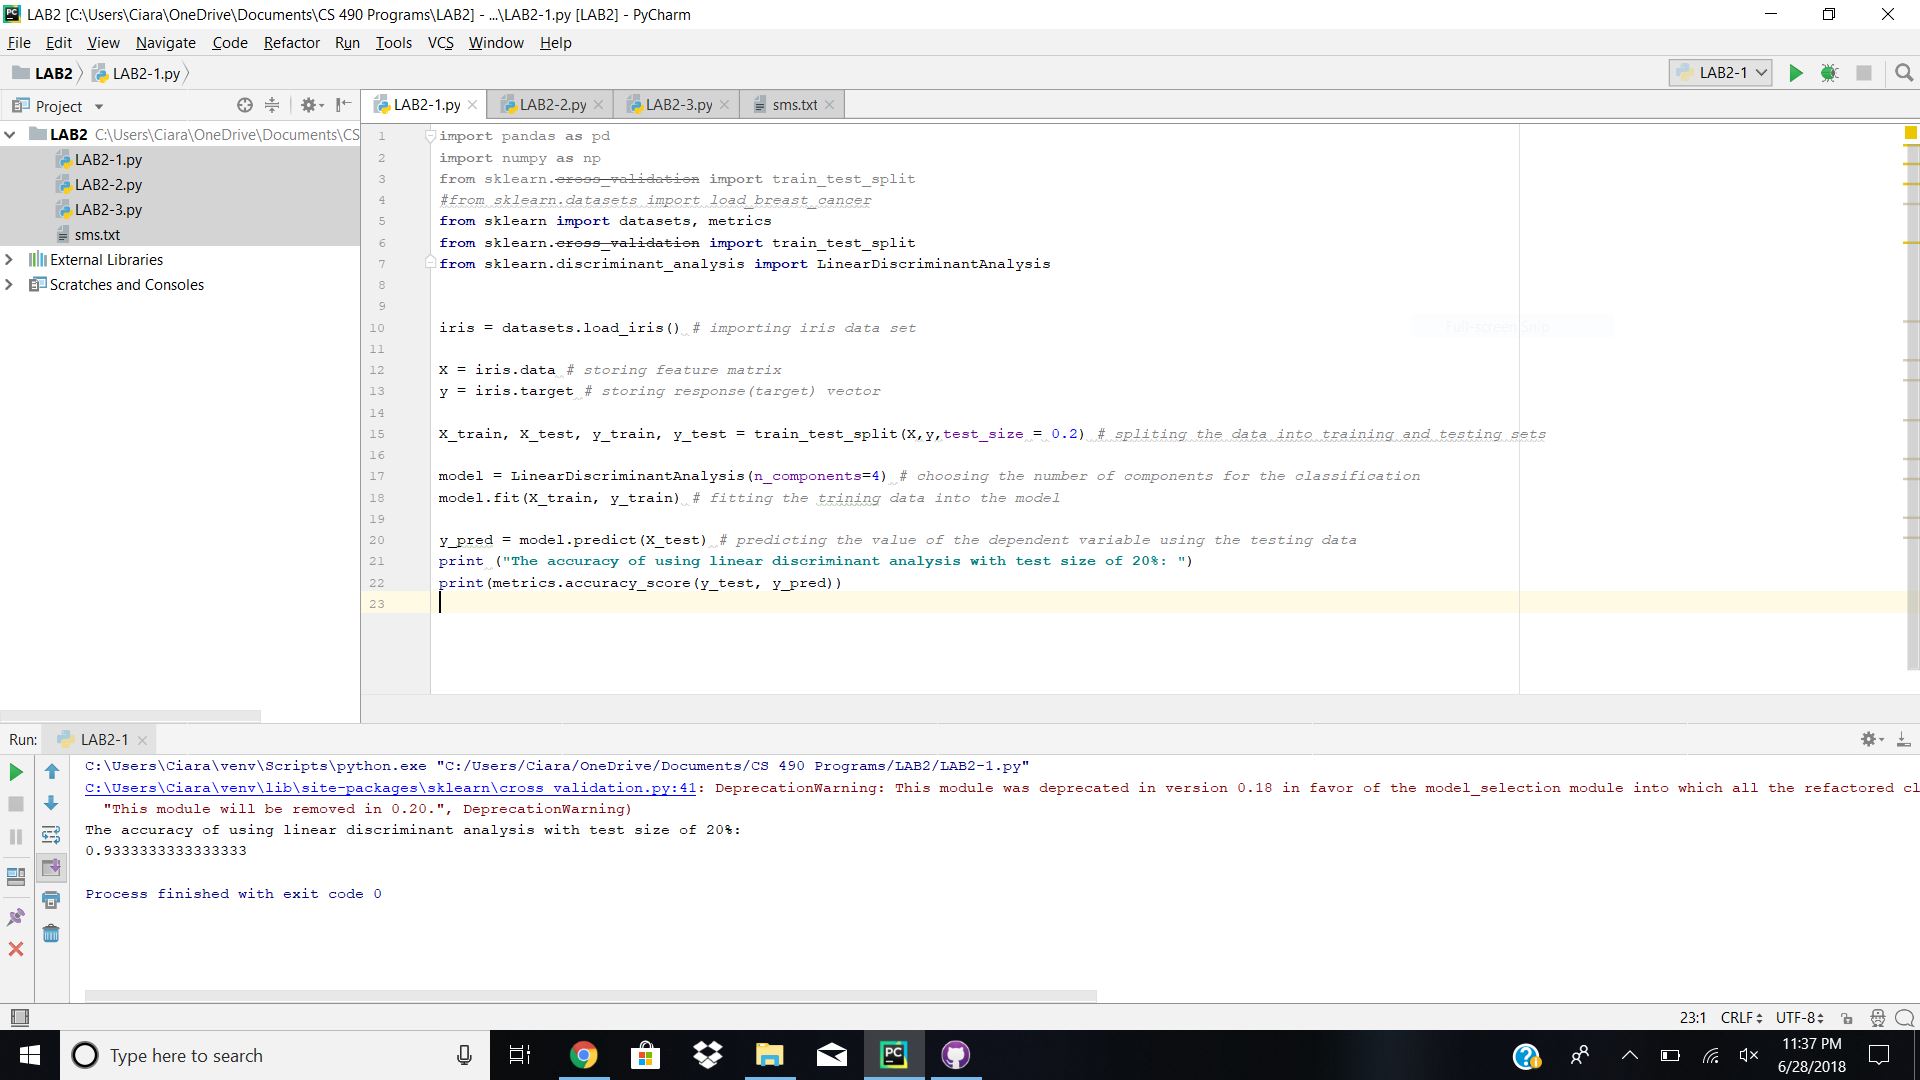 LAB2 [C:\Users\Ciara\OneDrive\Documents\CS 490 Programs\LAB2] - ...\LAB2-1.py [LAB2] - PyCharm
File Edit View Navigate Code Refactor Run Tools VCS Window Help
LAB2 LAB2-1.py LAB2-1
Project LAB2-1.py LAB2-2.py LAB2-3.py sms.txt
LAB2 C:\Users\Ciara\OneDrive\Documents\CS
LAB2-1.py
LAB2-2.py
LAB2-3.py
sms.txt
External Libraries
Scratches and Consoles
1 import pandas as pd
2 import numpy as np
3 from sklearn.cross_validation import train_test_split
4 #from sklearn.datasets import load_breast_cancer
5 from sklearn import datasets, metrics
6 from sklearn.cross_validation import train_test_split
7 from sklearn.discriminant_analysis import LinearDiscriminantAnalysis
8
9
10 iris = datasets.load_iris() # importing iris data set
11
12 X = iris.data # storing feature matrix
13 y = iris.target # storing response(target) vector
14
15 X_train, X_test, y_train, y_test = train_test_split(X,y,test_size = 0.2) # spliting the data into training and testing sets
16
17 model = LinearDiscriminantAnalysis(n_components=4) # choosing the number of components for the classification
18 model.fit(X_train, y_train) # fitting the trining data into the model
19
20 y_pred = model.predict(X_test) # predicting the value of the dependent variable using the testing data
21 print ("The accuracy of using linear discriminant analysis with test size of 20%: ")
22 print(metrics.accuracy_score(y_test, y_pred))
23
Full-screen Snip
Run: LAB2-1
C:\Users\Ciara\venv\Scripts\python.exe "C:/Users/Ciara/OneDrive/Documents/CS 490 Programs/LAB2/LAB2-1.py"
C:\Users\Ciara\venv\lib\site-packages\sklearn\cross_validation.py:41: DeprecationWarning: This module was deprecated in version 0.18 in favor of the model_selection module into which all the refactored cl
"This module will be removed in 0.20.", DeprecationWarning)
The accuracy of using linear discriminant analysis with test size of 20%:
0.9333333333333333
Process finished with exit code 0
23:1 CRLF UTF-8
Type here to search
PC
11:37 PM
6/28/2018